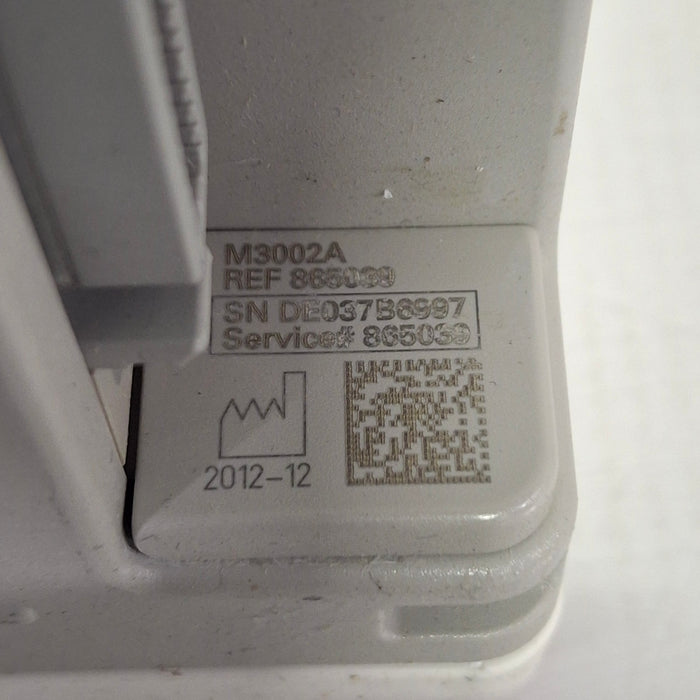 M3002A
REF 865039
SN DE037B6997
Service# 865039
2012-12